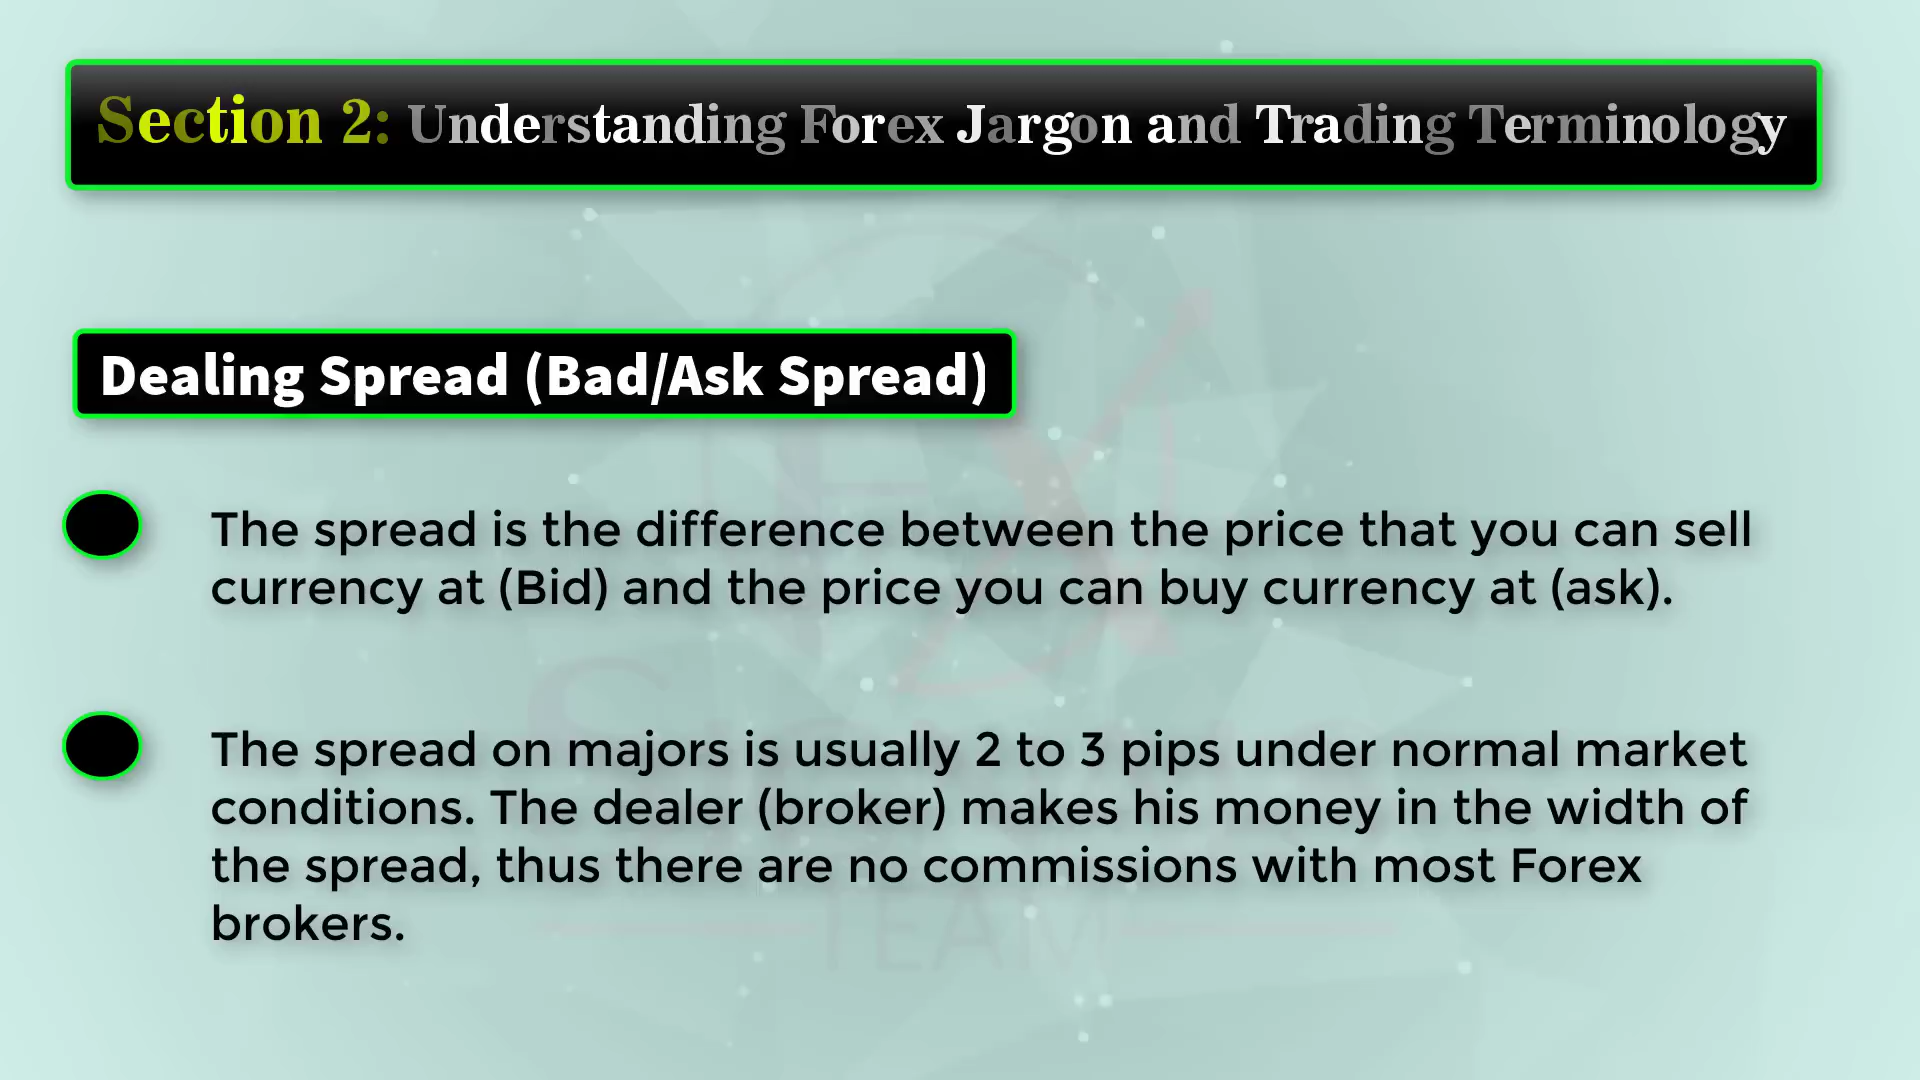 Section 2: Understanding Forex Jargon and Trading Terminology
Dealing Spread (Bad/Ask Spread)
The spread is the difference between the price that you can sell
currency at (Bid) and the price you can buy currency at (ask).
The spread on majors is usually 2 to 3 pips under normal market
conditions. The dealer (broker) makes his money in the width of
the spread, thus there are no commissions with most Forex
brokers.
TEAM